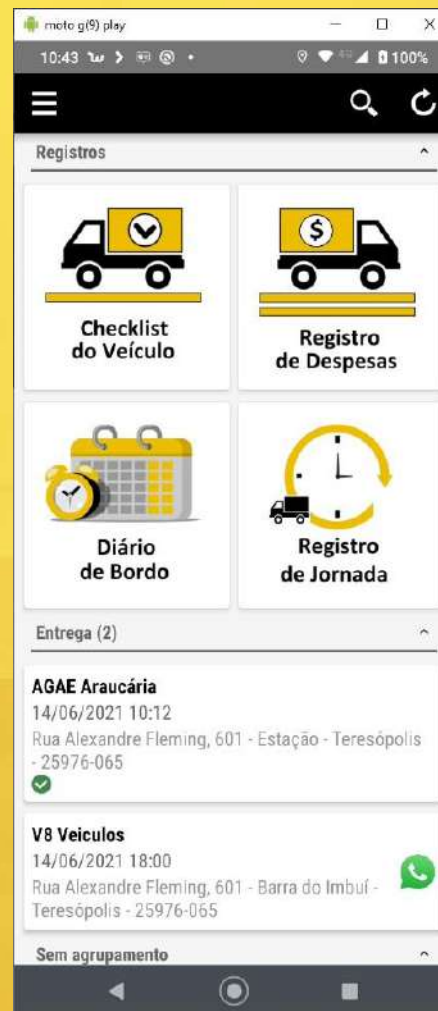 moto g(9) play
10:43
100%
Registros
Checklist
do Veículo
$
Registro
de Despesas
Diário
de Bordo
Registro
de Jornada
Entrega (2)
AGAE Araucária
14/06/2021 10:12
Rua Alexandre Fleming, 601 - Estação - Teresópolis
- 25976-065
V8 Veiculos
14/06/2021 18:00
Rua Alexandre Fleming, 601 - Barra do Imbuí -
Teresópolis - 25976-065
Sem agrupamento